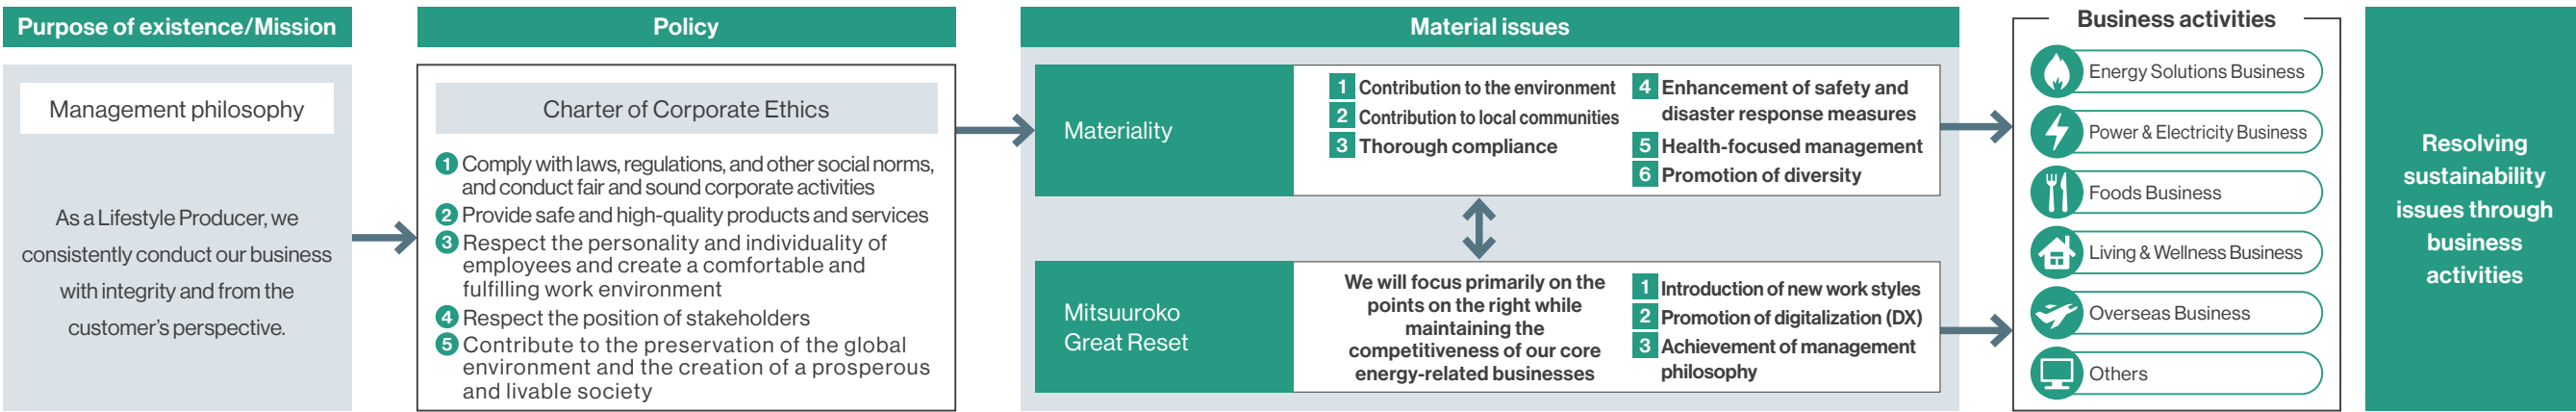 Purpose of existence/Mission
Management philosophy
As a Lifestyle Producer, we
consistently conduct our business
with integrity and from the
customer's perspective.
Policy
Charter of Corporate Ethics
1 Comply with laws, regulations, and other social norms,
and conduct fair and sound corporate activities
2 Provide safe and high-quality products and services
3 Respect the personality and individuality of
employees and create a comfortable and
fulfilling work environment
4 Respect the position of stakeholders
5 Contribute to the preservation of the global
environment and the creation of a prosperous
and livable society
Material issues
Materiality
1 Contribution to the environment
2 Contribution to local communities
3 Thorough compliance
4 Enhancement of safety and
disaster response measures
5 Health-focused management
6 Promotion of diversity
Mitsuuroko
Great Reset
We will focus primarily on the
points on the right while
maintaining the
competitiveness of our core
energy-related businesses
1 Introduction of new work styles
2 Promotion of digitalization (DX)
3 Achievement of management
philosophy
Business activities
Energy Solutions Business
Power & Electricity Business
Foods Business
Living & Wellness Business
Overseas Business
Others
Resolving
sustainability
issues through
business
activities